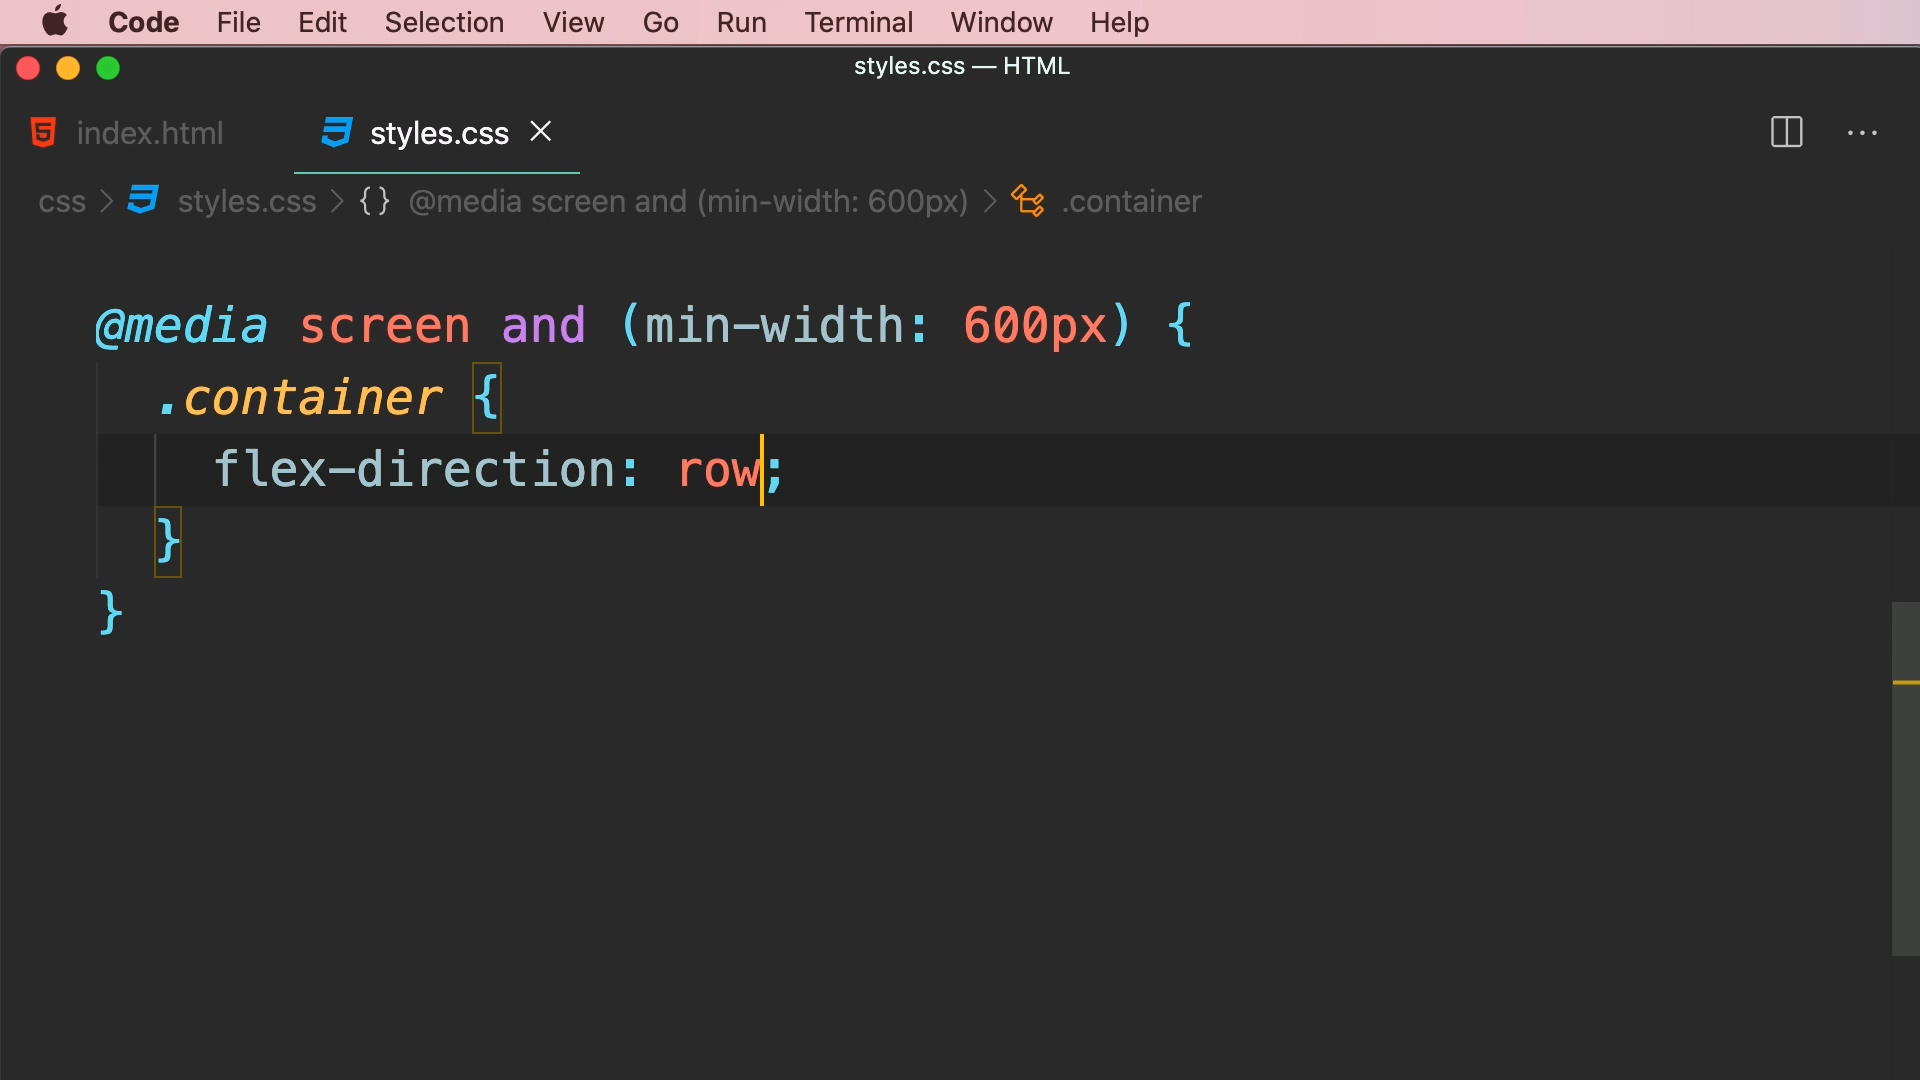 Code File Edit Selection View Go Run Terminal Window Help
styles.css — HTML
index.html styles.css
css > styles.css > {} @media screen and (min-width: 600px) > .container
@media screen and (min-width: 600px) {
.container {
flex-direction: row;
}
}